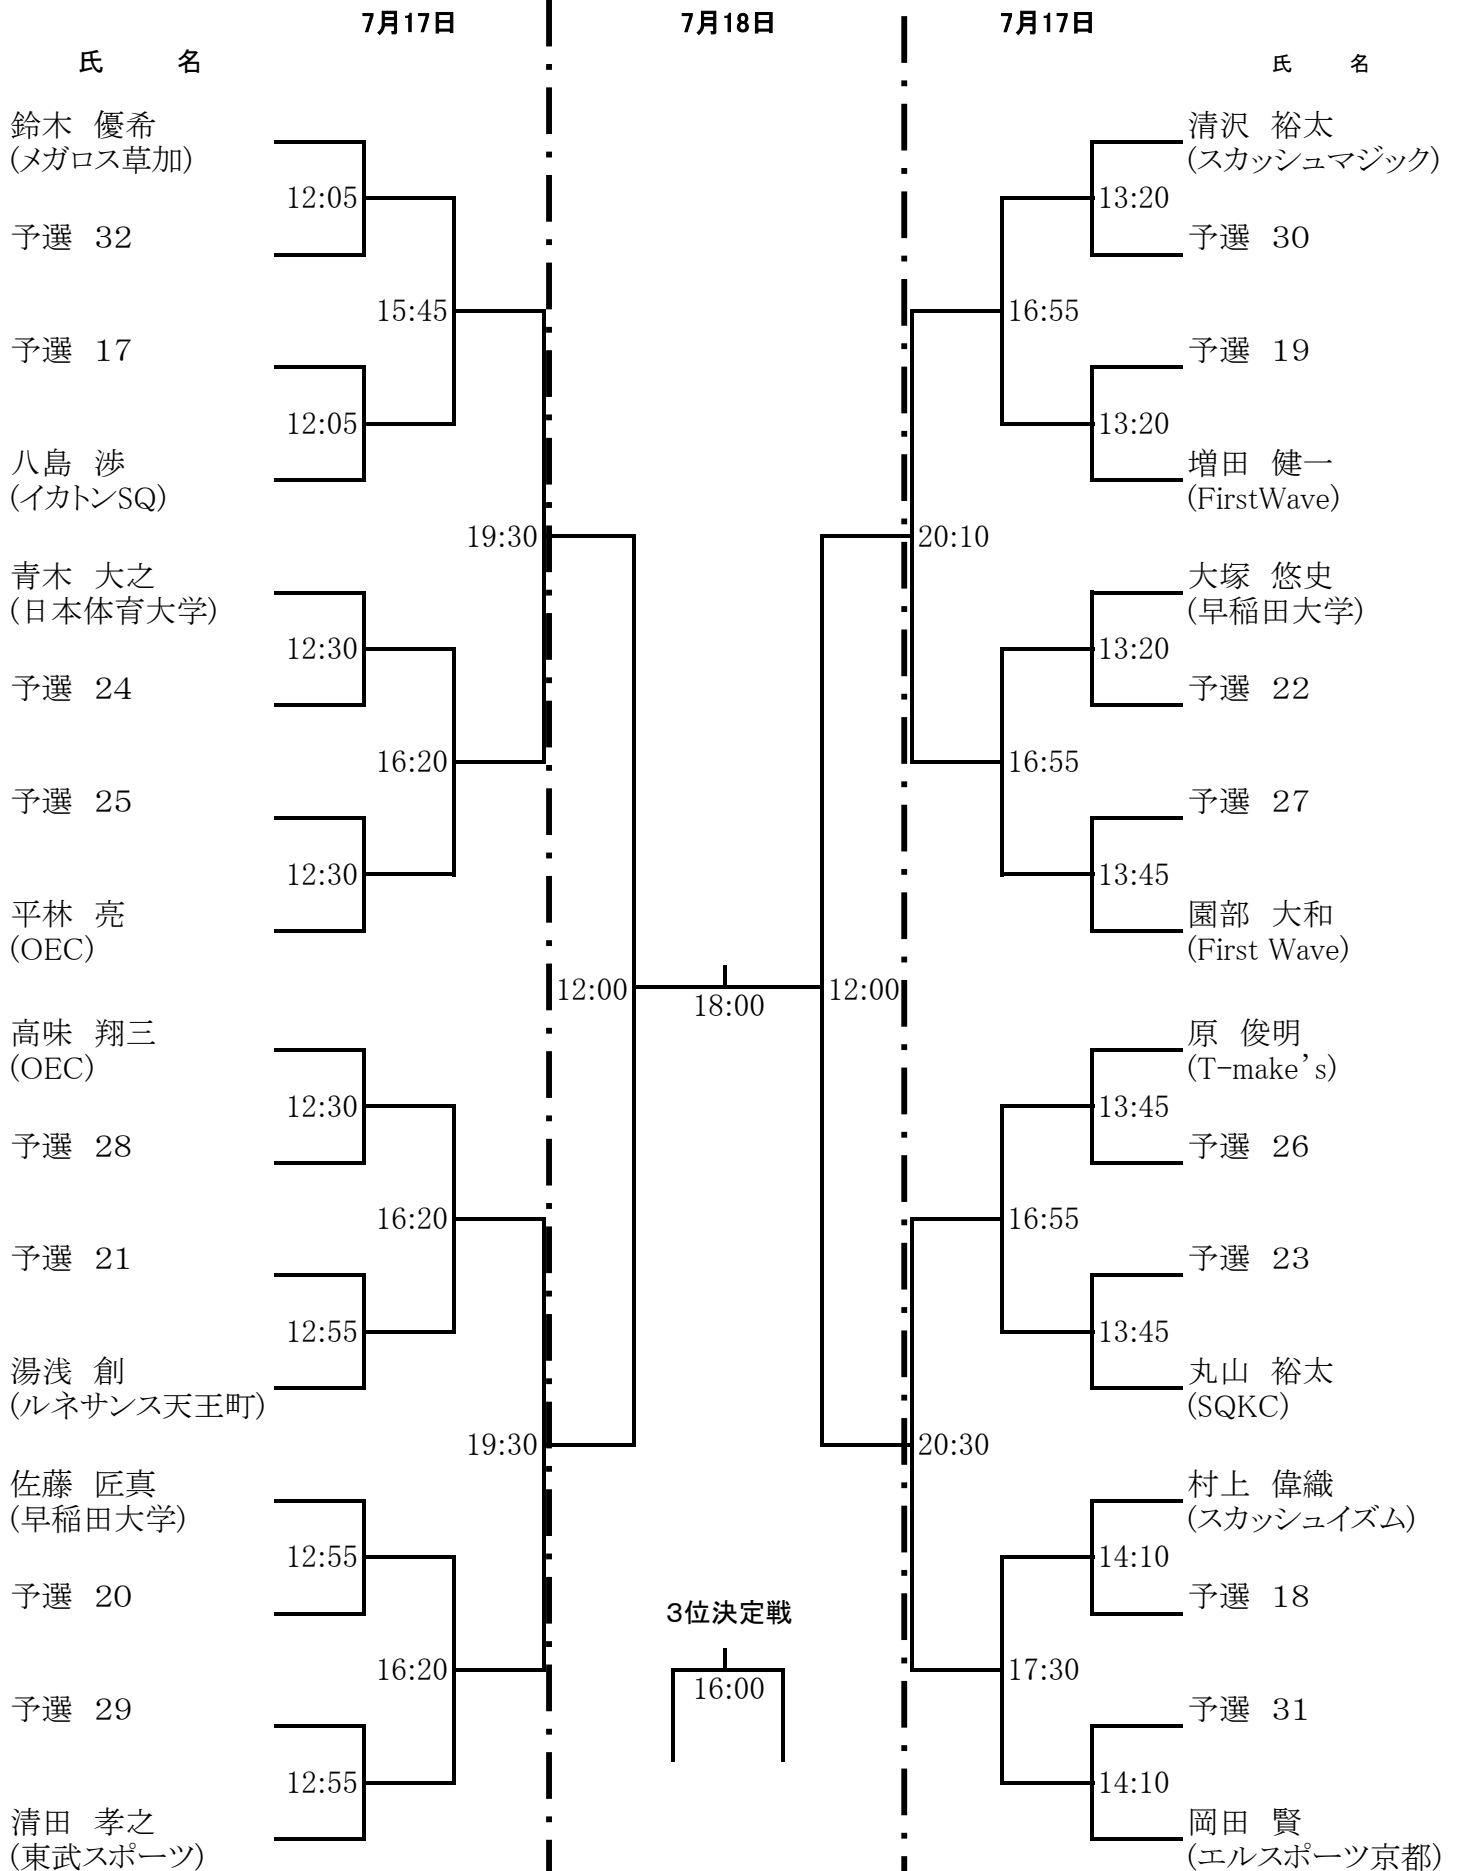 7月17日
7月18日
7月17日
氏 名
氏 名
鈴木 優希
(メガロス草加)
12:05
予選 32
15:45
予選 17
12:05
八島 渉
(イカトンSQ)
19:30
青木 大之
(日本体育大学)
12:30
予選 24
16:20
予選 25
12:30
平林 亮
(OEC)
12:00
高味 翔三
(OEC)
12:30
予選 28
16:20
予選 21
12:55
湯浅 創
(ルネサンス天王町)
19:30
佐藤 匠真
(早稲田大学)
12:55
予選 20
16:20
予選 29
12:55
清田 孝之
(東武スポーツ)
18:00
3位決定戦
16:00
清沢 裕太
(スカッシュマジック)
13:20
予選 30
16:55
予選 19
13:20
増田 健一
(FirstWave)
20:10
大塚 悠史
(早稲田大学)
13:20
予選 22
16:55
予選 27
13:45
園部 大和
(First Wave)
12:00
原 俊明
(T-make's)
13:45
予選 26
16:55
予選 23
13:45
丸山 裕太
(SQKC)
20:30
村上 偉織
(スカッシュイズム)
14:10
予選 18
17:30
予選 31
14:10
岡田 賢
(エルスポーツ京都)